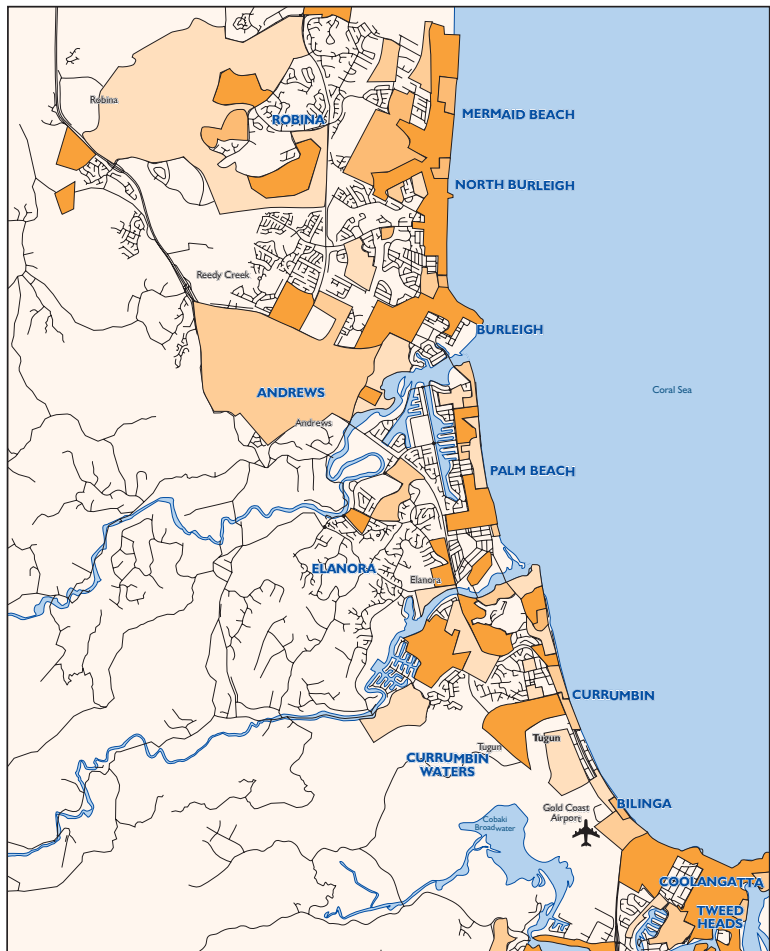 Robina
MERMAID BEACH
ROBINA
NORTH BURLEIGH
Reedy Creek
BURLEIGH
Coral Sea
ANDREWS
Andrews
PALM BEACH
ELANORA
Elanora
CURRUMBIN
Tugun
Tugun
CURRUMBIN
WATERS
BILINGA
Gold Coast
Airport
Cobaki
Broadwater
COOLANGATTA
TWEED
HEADS